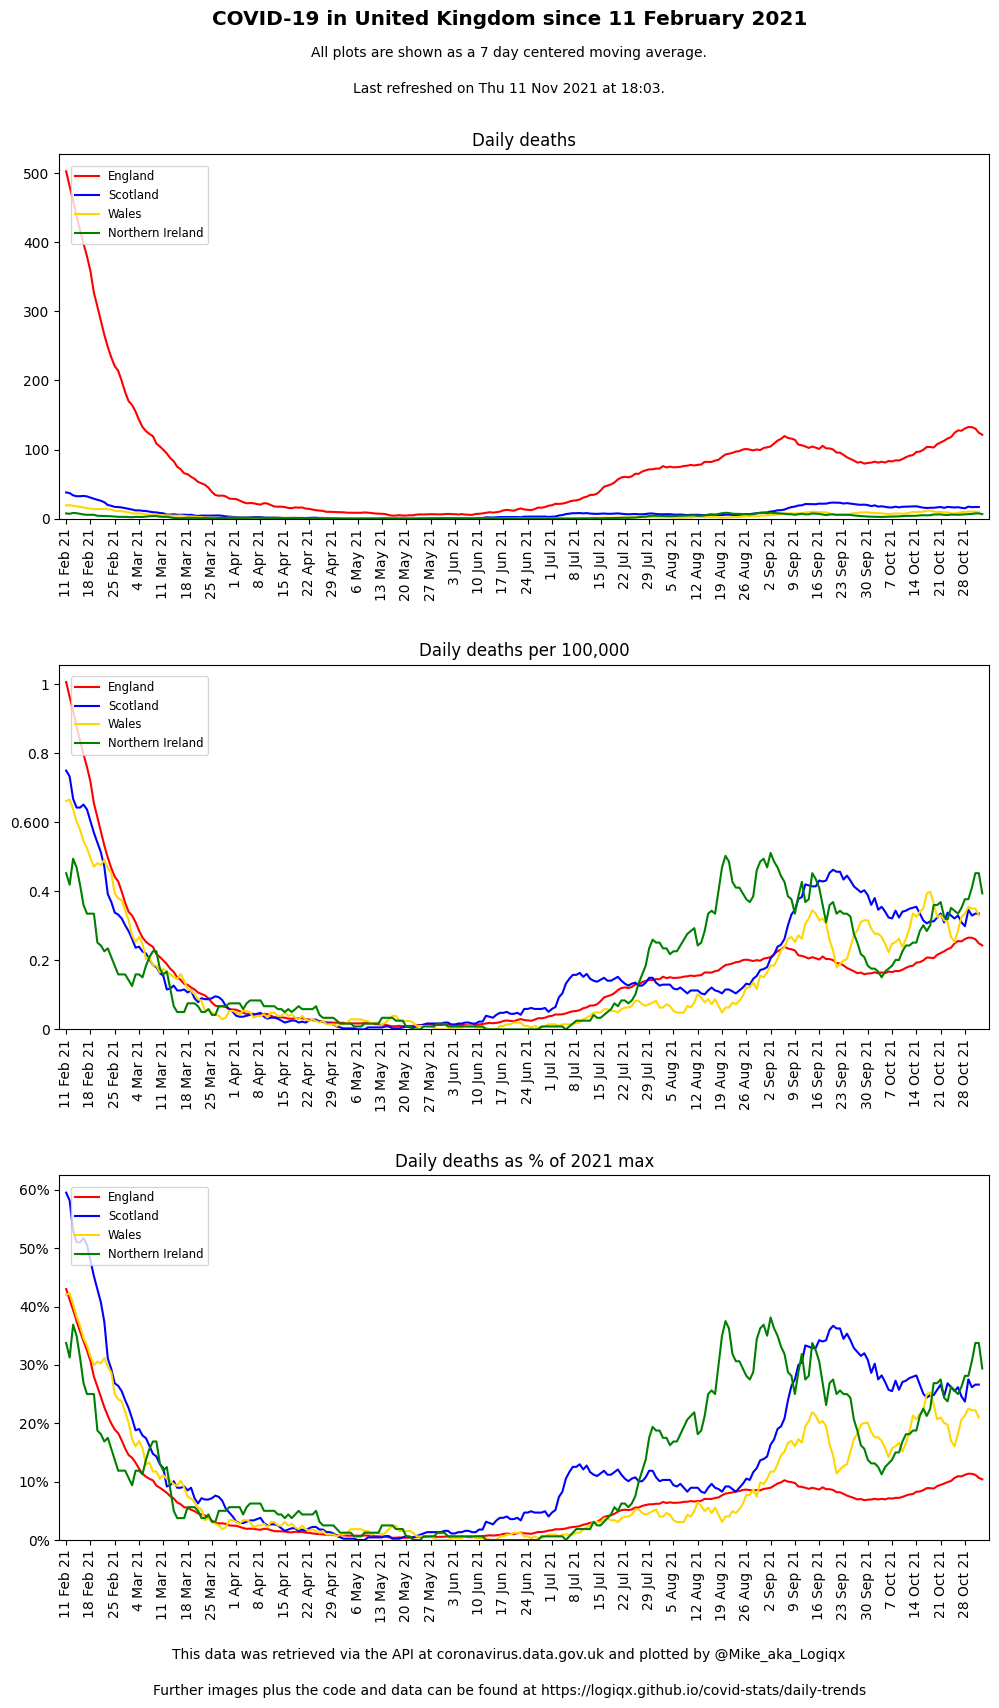 COVID-19 in United Kingdom since 11 February 2021
All plots are shown as a 7 day centered moving average.
Last refreshed on Thu 11 Nov 2021 at 18:03.
Daily deaths
500
400
300
200
100
0
England
Scotland
Wales
Northern Ireland
11 Feb 21
18 Feb 21
25 Feb 21
4 Mar 21
11 Mar 21
18 Mar 21
25 Mar 21
1 Apr 21
8 Apr 21
15 Apr 21
22 Apr 21
29 Apr 21
6 May 21
13 May 21
20 May 21
27 May 21
3 Jun 21
10 Jun 21
17 Jun 21
24 Jun 21
1 Jul 21
8 Jul 21
15 Jul 21
22 Jul 21
29 Jul 21
5 Aug 21
12 Aug 21
19 Aug 21
26 Aug 21
2 Sep 21
9 Sep 21
16 Sep 21
23 Sep 21
30 Sep 21
7 Oct 21
14 Oct 21
21 Oct 21
28 Oct 21
Daily deaths per 100,000
1
0.8
0.600
0.4
0.2
0
England
Scotland
Wales
Northern Ireland
11 Feb 21
18 Feb 21
25 Feb 21
4 Mar 21
11 Mar 21
18 Mar 21
25 Mar 21
1 Apr 21
8 Apr 21
15 Apr 21
22 Apr 21
29 Apr 21
6 May 21
13 May 21
20 May 21
27 May 21
3 Jun 21
10 Jun 21
17 Jun 21
24 Jun 21
1 Jul 21
8 Jul 21
15 Jul 21
22 Jul 21
29 Jul 21
5 Aug 21
12 Aug 21
19 Aug 21
26 Aug 21
2 Sep 21
9 Sep 21
16 Sep 21
23 Sep 21
30 Sep 21
7 Oct 21
14 Oct 21
21 Oct 21
28 Oct 21
Daily deaths as % of 2021 max
60%
50%
40%
30%
20%
10%
0%
England
Scotland
Wales
Northern Ireland
11 Feb 21
18 Feb 21
25 Feb 21
4 Mar 21
11 Mar 21
18 Mar 21
25 Mar 21
1 Apr 21
8 Apr 21
15 Apr 21
22 Apr 21
29 Apr 21
6 May 21
13 May 21
20 May 21
27 May 21
3 Jun 21
10 Jun 21
17 Jun 21
24 Jun 21
1 Jul 21
8 Jul 21
15 Jul 21
22 Jul 21
29 Jul 21
5 Aug 21
12 Aug 21
19 Aug 21
26 Aug 21
2 Sep 21
9 Sep 21
16 Sep 21
23 Sep 21
30 Sep 21
7 Oct 21
14 Oct 21
21 Oct 21
28 Oct 21
This data was retrieved via the API at coronavirus.data.gov.uk and plotted by @Mike_aka_Logiqx
Further images plus the code and data can be found at https://logiqx.github.io/covid-stats/daily-trends